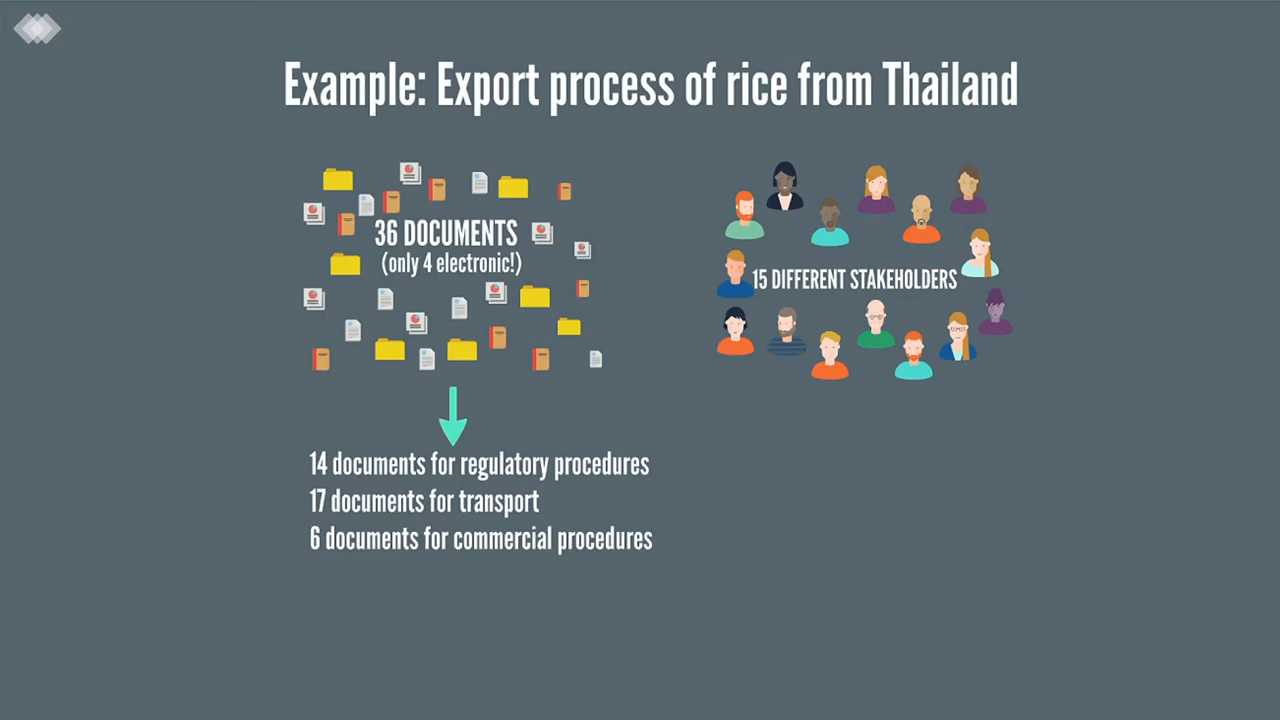 Example: Export process of rice from Thailand
36 DOCUMENTS
(only 4 electronic!)
15 DIFFERENT STAKEHOLDERS
14 documents for regulatory procedures
17 documents for transport
6 documents for commercial procedures